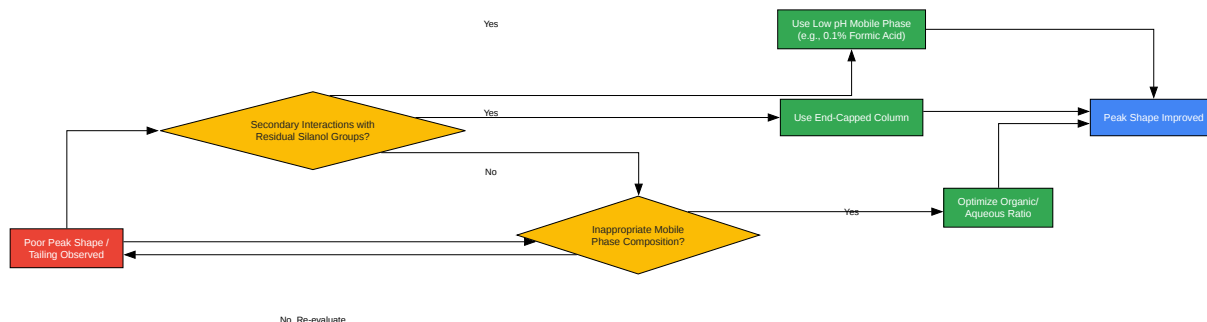 Yes
Use Low pH Mobile Phase
(e.g., 0.1% Formic Acid)
Secondary Interactions with
Residual Silanol Groups?
Yes
Use End-Capped Column
Peak Shape Improved
No
Inappropriate Mobile
Phase Composition?
Yes
Optimize Organic/
Aqueous Ratio
Poor Peak Shape /
Tailing Observed
No, Re-evaluate